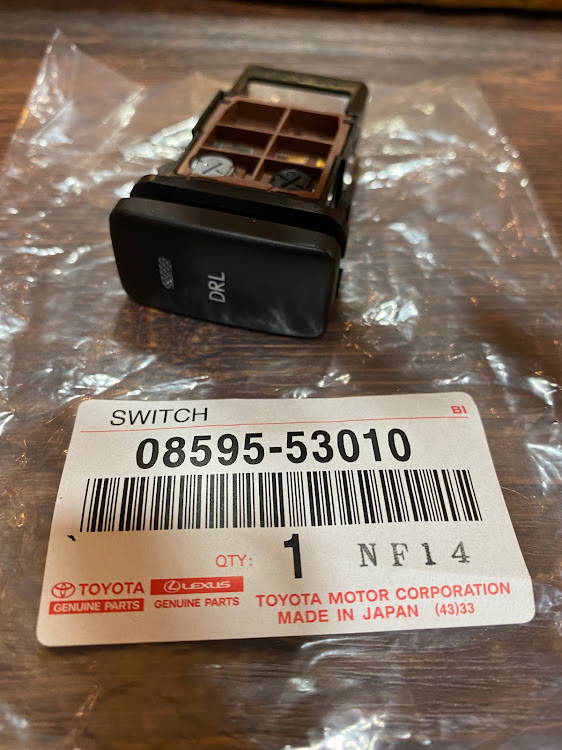 DRL
SWITCH
BI
08595-53010
QTY: 1 NF14
TOYOTA
GENUINE PARTS
LEXUS
GENUINE PARTS
TOYOTA MOTOR CORPORATION
MADE IN JAPAN (43)33